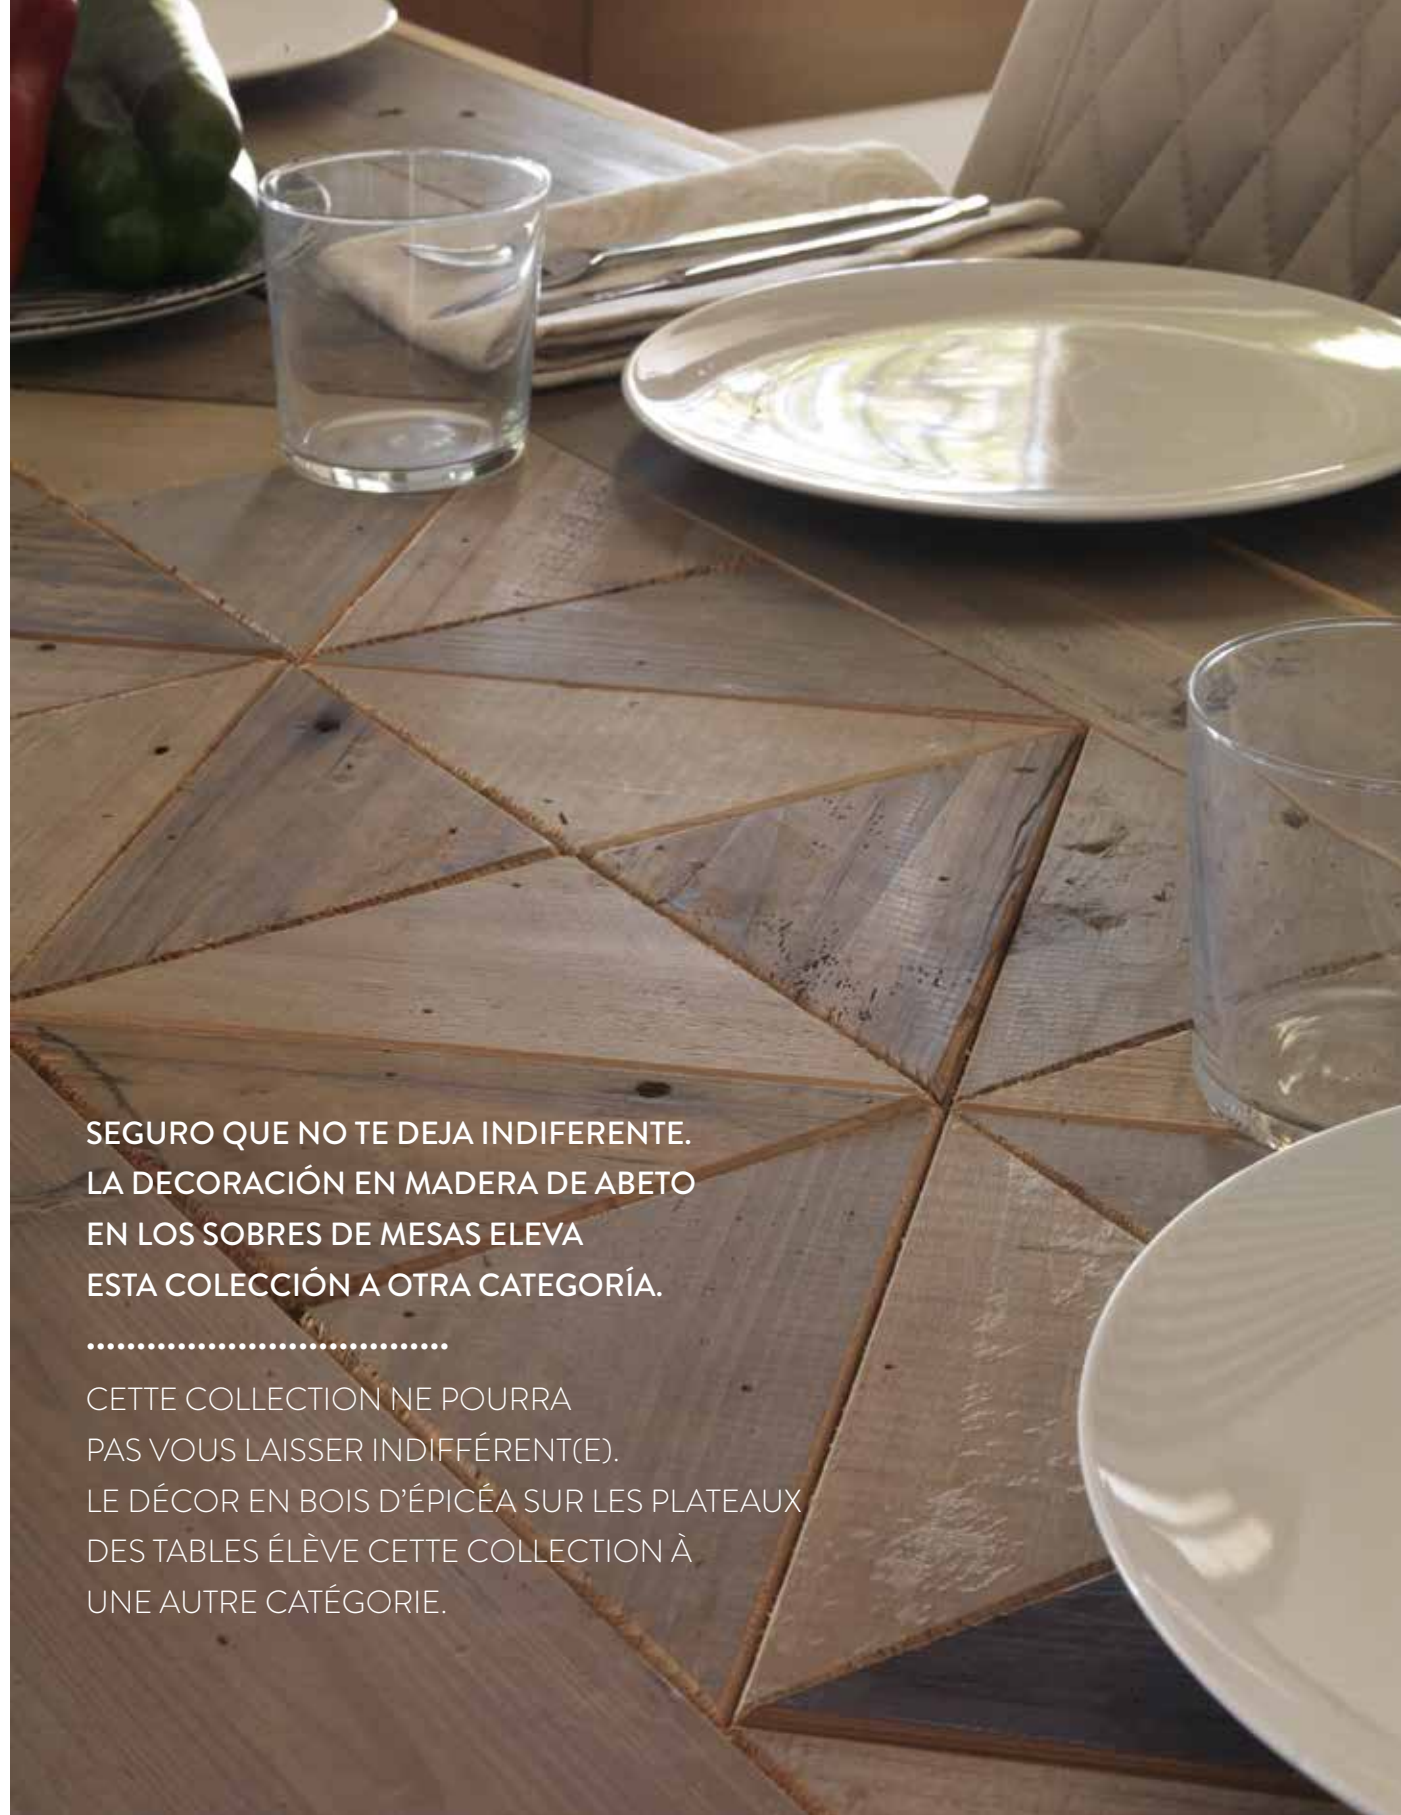 SEGURO QUE NO TE DEJA INDIFERENTE.
LA DECORACIÓN EN MADERA DE ABETO
EN LOS SOBRES DE MESAS ELEVA
ESTA COLECCIÓN A OTRA CATEGORÍA.
CETTE COLLECTION NE POURRA
PAS VOUS LAISSER INDIFFÉRENT(E).
LE DÉCOR EN BOIS D’ÉPICÉA SUR LES PLATEAUX
DES TABLES ÉLÈVE CETTE COLLECTION À
UNE AUTRE CATÉGORIE.